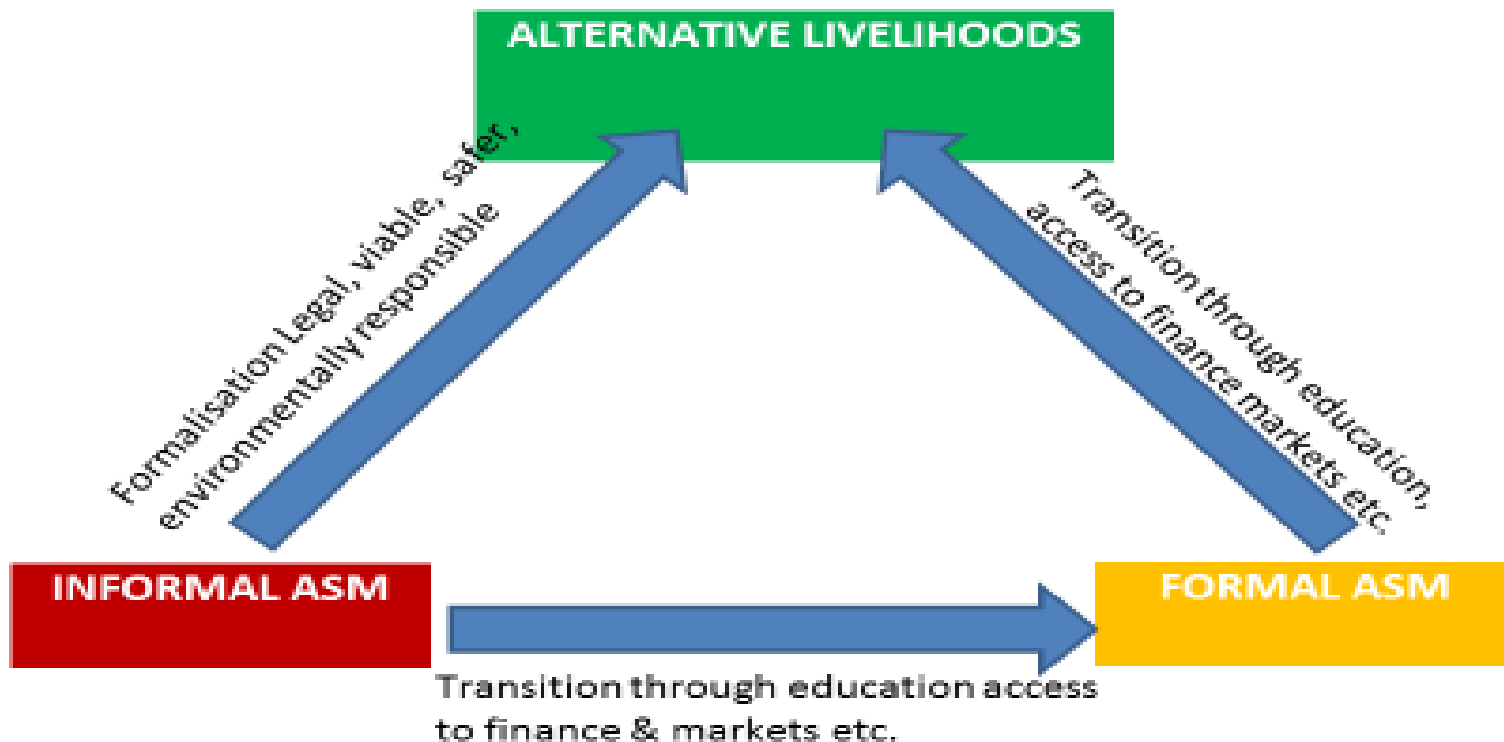 ALTERNATIVE LIVELIHOODS
Formalisation Legal, viable, safer,
environmentally responsible
Transition through education,
access to finance markets etc.
INFORMAL ASM
FORMAL ASM
Transition through education access
to finance & markets etc.